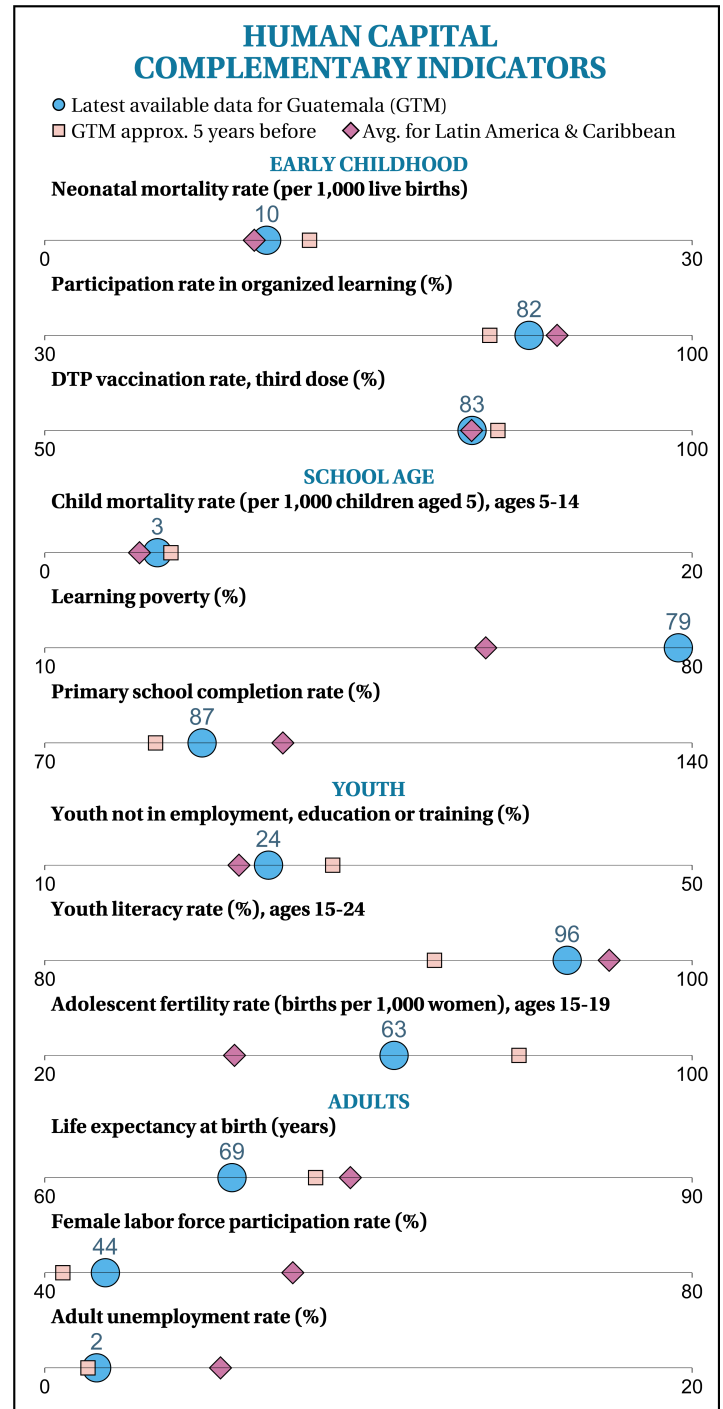 HUMAN CAPITAL
COMPLEMENTARY INDICATORS
Latest available data for Guatemala (GTM)
GTM approx. 5 years before Avg. for Latin America & Caribbean
EARLY CHILDHOOD
Neonatal mortality rate (per 1,000 live births)
10
0 30
Participation rate in organized learning (%)
82
30 100
DTP vaccination rate, third dose (%)
83
50 100
SCHOOL AGE
Child mortality rate (per 1,000 children aged 5), ages 5-14
3
0 20
Learning poverty (%)
79
10 80
Primary school completion rate (%)
87
70 140
YOUTH
Youth not in employment, education or training (%)
24
10 50
Youth literacy rate (%), ages 15-24
96
80 100
Adolescent fertility rate (births per 1,000 women), ages 15-19
63
20 100
ADULTS
Life expectancy at birth (years)
69
60 90
Female labor force participation rate (%)
44
40 80
Adult unemployment rate (%)
2
0 20